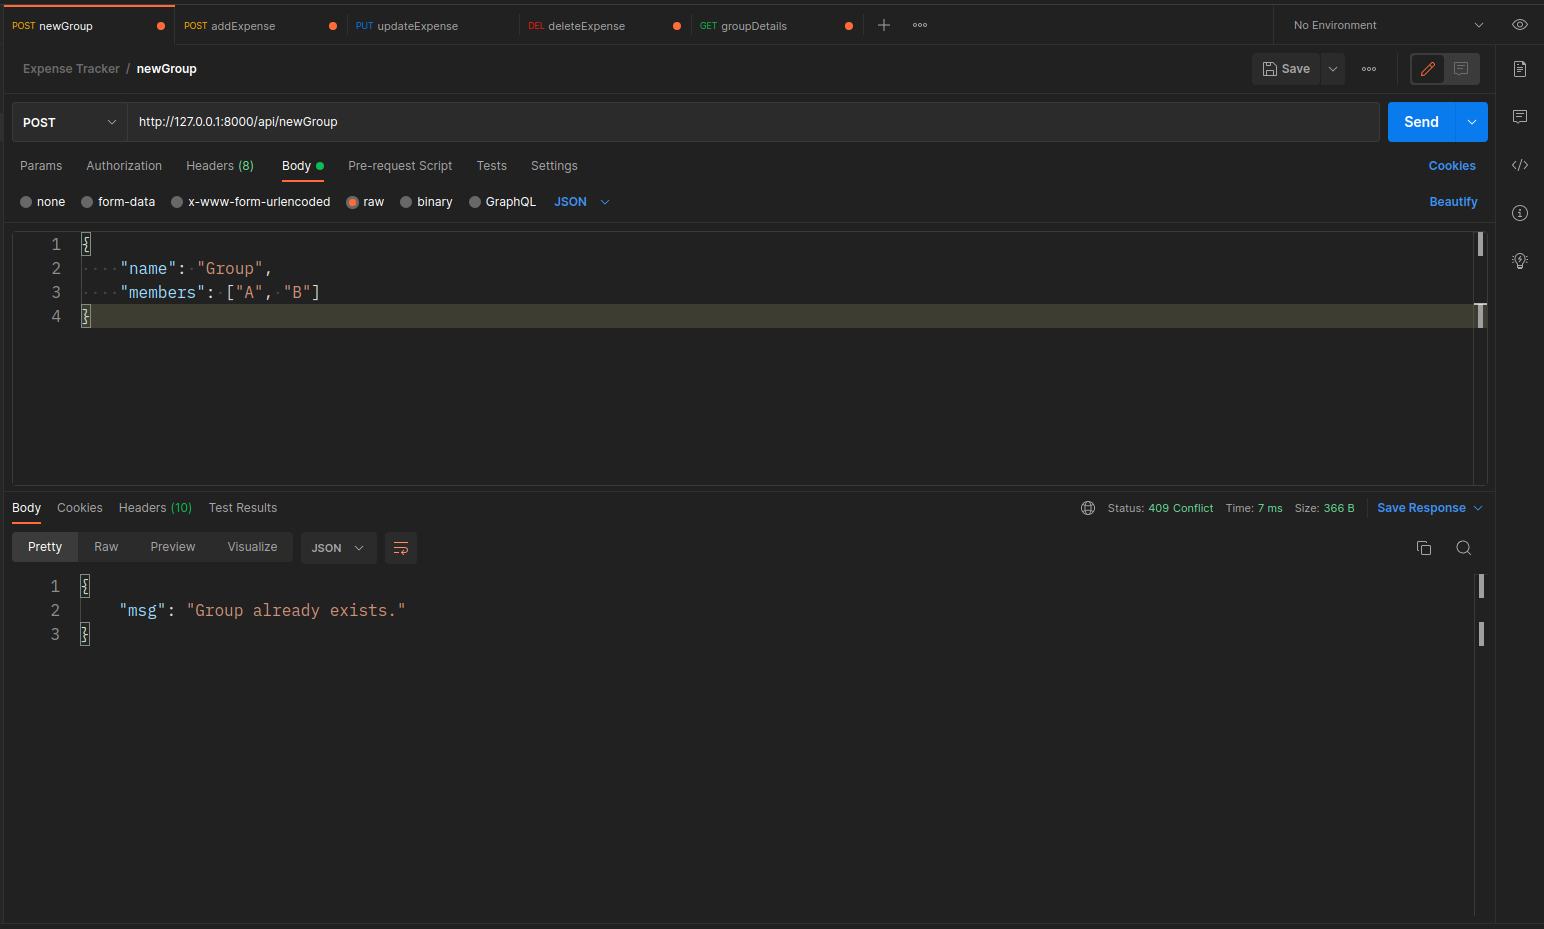 POST newGroup POST addExpense PUT updateExpense DEL deleteExpense GET groupDetails No Environment
Expense Tracker / newGroup Save
POST http://127.0.0.1:8000/api/newGroup Send
Params Authorization Headers (8) Body Pre-request Script Tests Settings Cookies
none form-data x-www-form-urlencoded raw binary GraphQL JSON Beautify
1 {
2 "name": "Group",
3 "members": ["A", "B"]
4 }
Body Cookies Headers (10) Test Results Status: 409 Conflict Time: 7 ms Size: 366 B Save Response
Pretty Raw Preview Visualize JSON
1 {
2 "msg": "Group already exists."
3 }